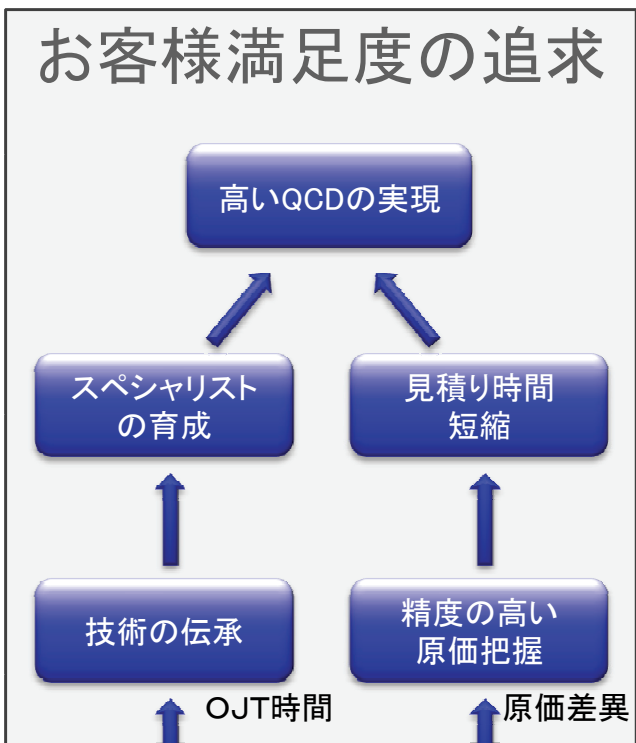 お客様満足度の追求
高いQCDの実現
スペシャリスト
の育成
見積り時間
短縮
技術の伝承
精度の高い
原価把握
OJT時間
原価差異